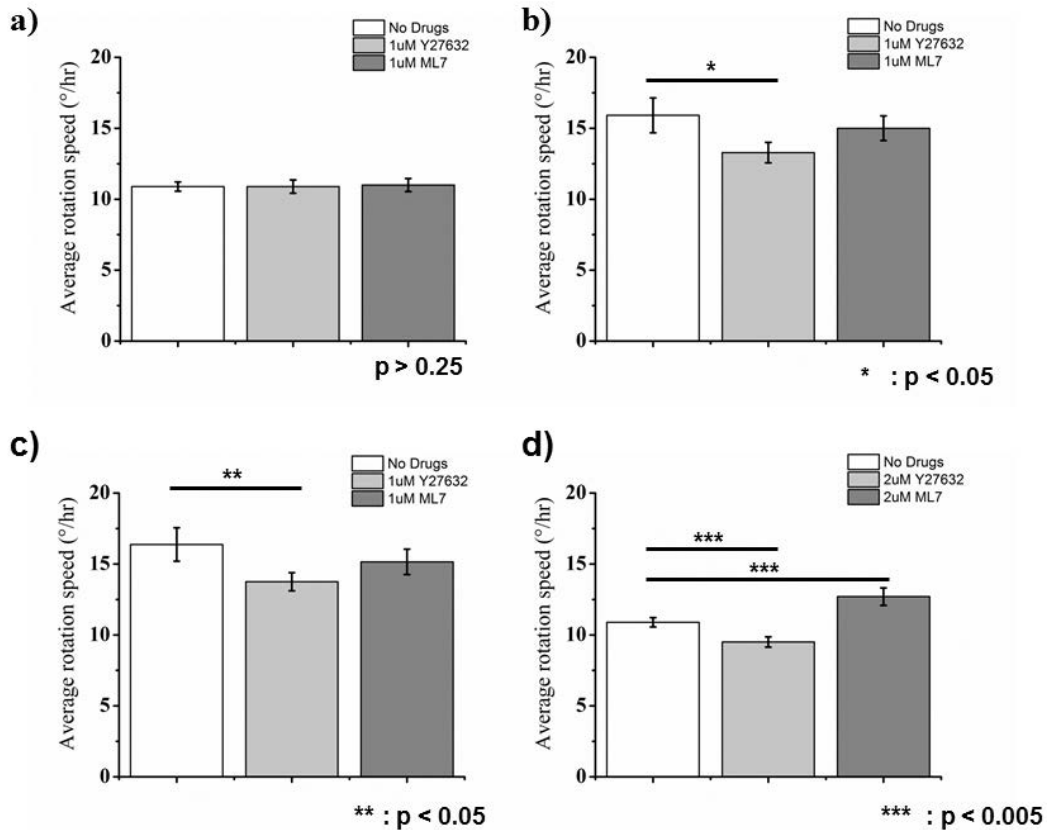 a)
No Drugs
1uM Y27632
1uM ML7
Average rotation speed (°/hr)
20
15
10
5
0
p > 0.25
b)
No Drugs
1uM Y27632
1uM ML7
Average rotation speed (°/hr)
20
15
10
5
0
*
* : p < 0.05
c)
No Drugs
1uM Y27632
1uM ML7
Average rotation speed (°/hr)
20
15
10
5
0
**
** : p < 0.05
d)
No Drugs
2uM Y27632
2uM ML7
Average rotation speed (°/hr)
20
15
10
5
0
***
***
*** : p < 0.005